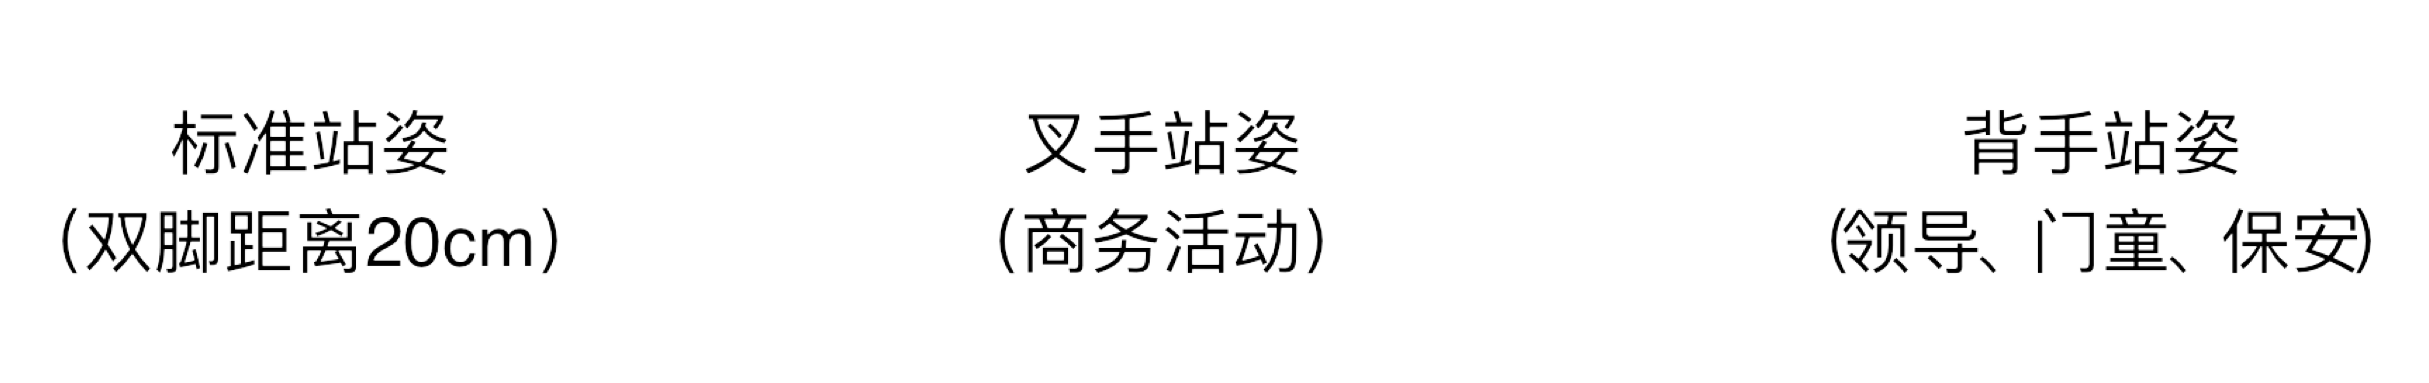 标准站姿
（双脚距离20cm）
叉手站姿
（商务活动）
背手站姿
(领导、门童、保安)